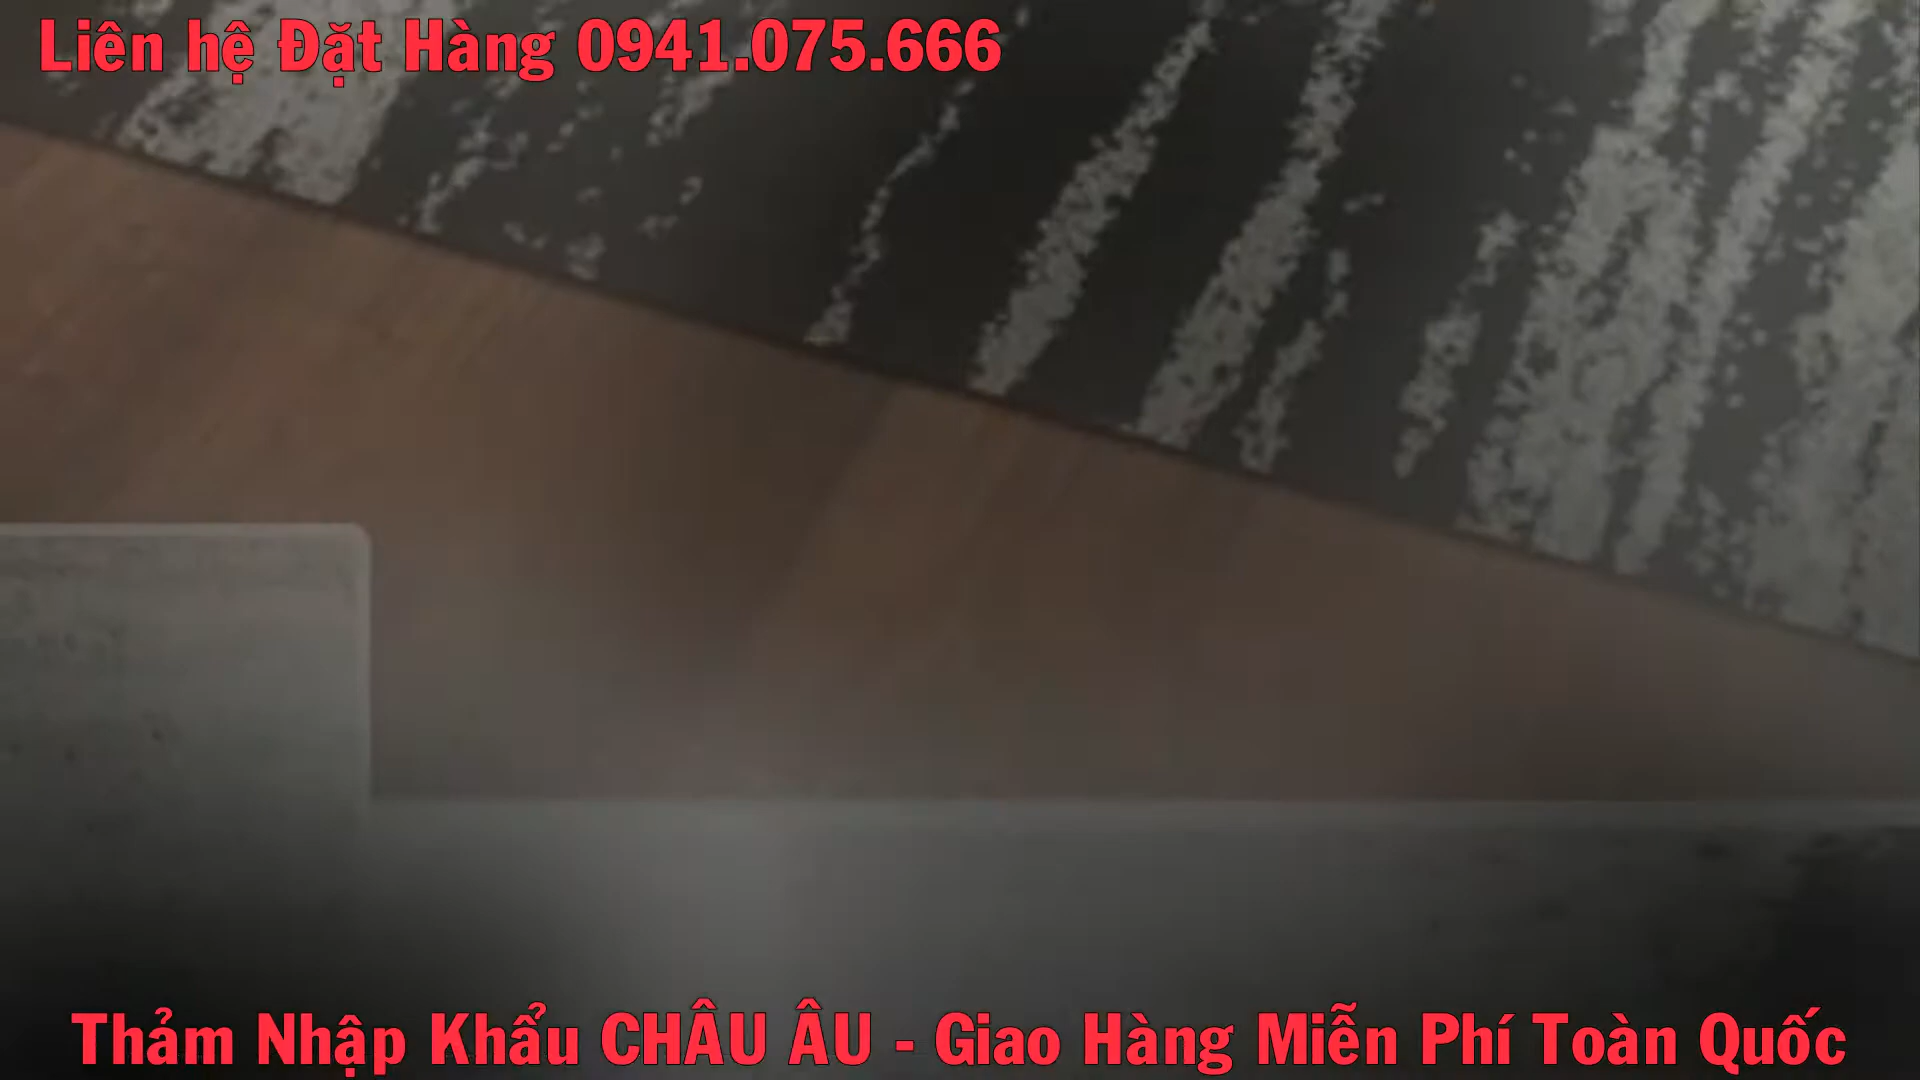 Liên hệ Đặt Hàng 0941.075.666
Thảm Nhập Khẩu CHÂU ÂU - Giao Hàng Miễn Phí Toàn Quốc